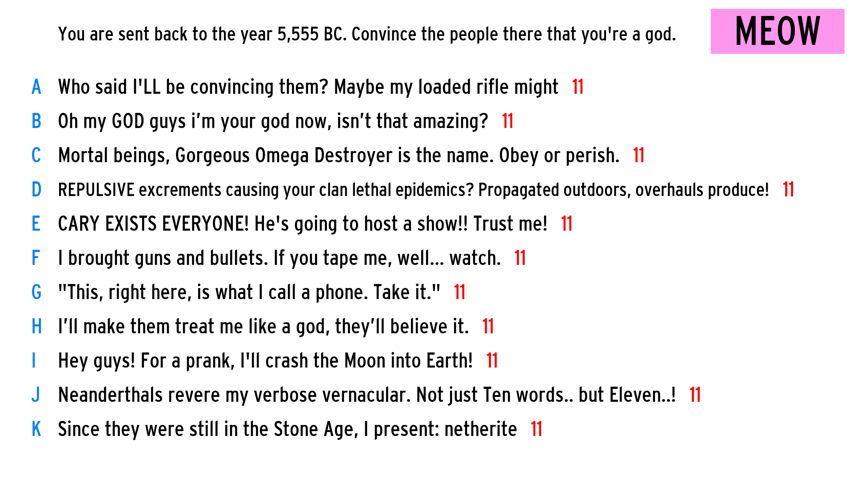 You are sent back to the year 5,555 BC. Convince the people there that you're a god.
MEOW
A Who said I'LL be convincing them? Maybe my loaded rifle might 11
B Oh my GOD guys i’m your god now, isn’t that amazing? 11
C Mortal beings, Gorgeous Omega Destroyer is the name. Obey or perish. 11
D REPULSIVE excrements causing your clan lethal epidemics? Propagated outdoors, overhauls produce! 11
E CARY EXISTS EVERYONE! He's going to host a show!! Trust me! 11
F I brought guns and bullets. If you tape me, well... watch. 11
G "This, right here, is what I call a phone. Take it." 11
H I’ll make them treat me like a god, they’ll believe it. 11
I Hey guys! For a prank, I'll crash the Moon into Earth! 11
J Neanderthals revere my verbose vernacular. Not just Ten words.. but Eleven..! 11
K Since they were still in the Stone Age, I present: netherite 11